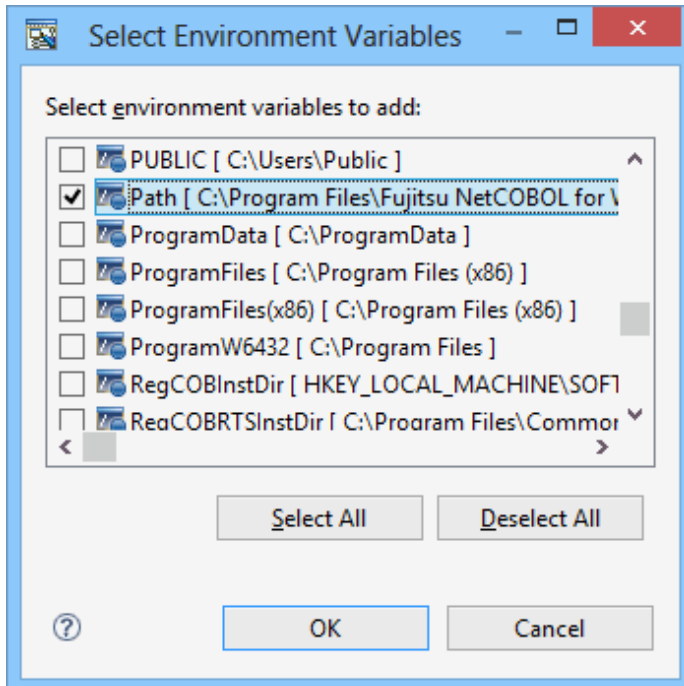 Select Environment Variables
Select environment variables to add:
PUBLIC [ C:\Users\Public ]
Path [ C:\Program Files\Fujitsu NetCOBOL for
ProgramData [ C:\ProgramData ]
ProgramFiles [ C:\Program Files (x86) ]
ProgramFiles(x86) [ C:\Program Files (x86) ]
ProgramW6432 [ C:\Program Files ]
RegCOBInstDir [ HKEY_LOCAL_MACHINE\SOFT
RegCOBRTSInstDir [ C:\Program Files\Common
Select All Deselect All
OK Cancel